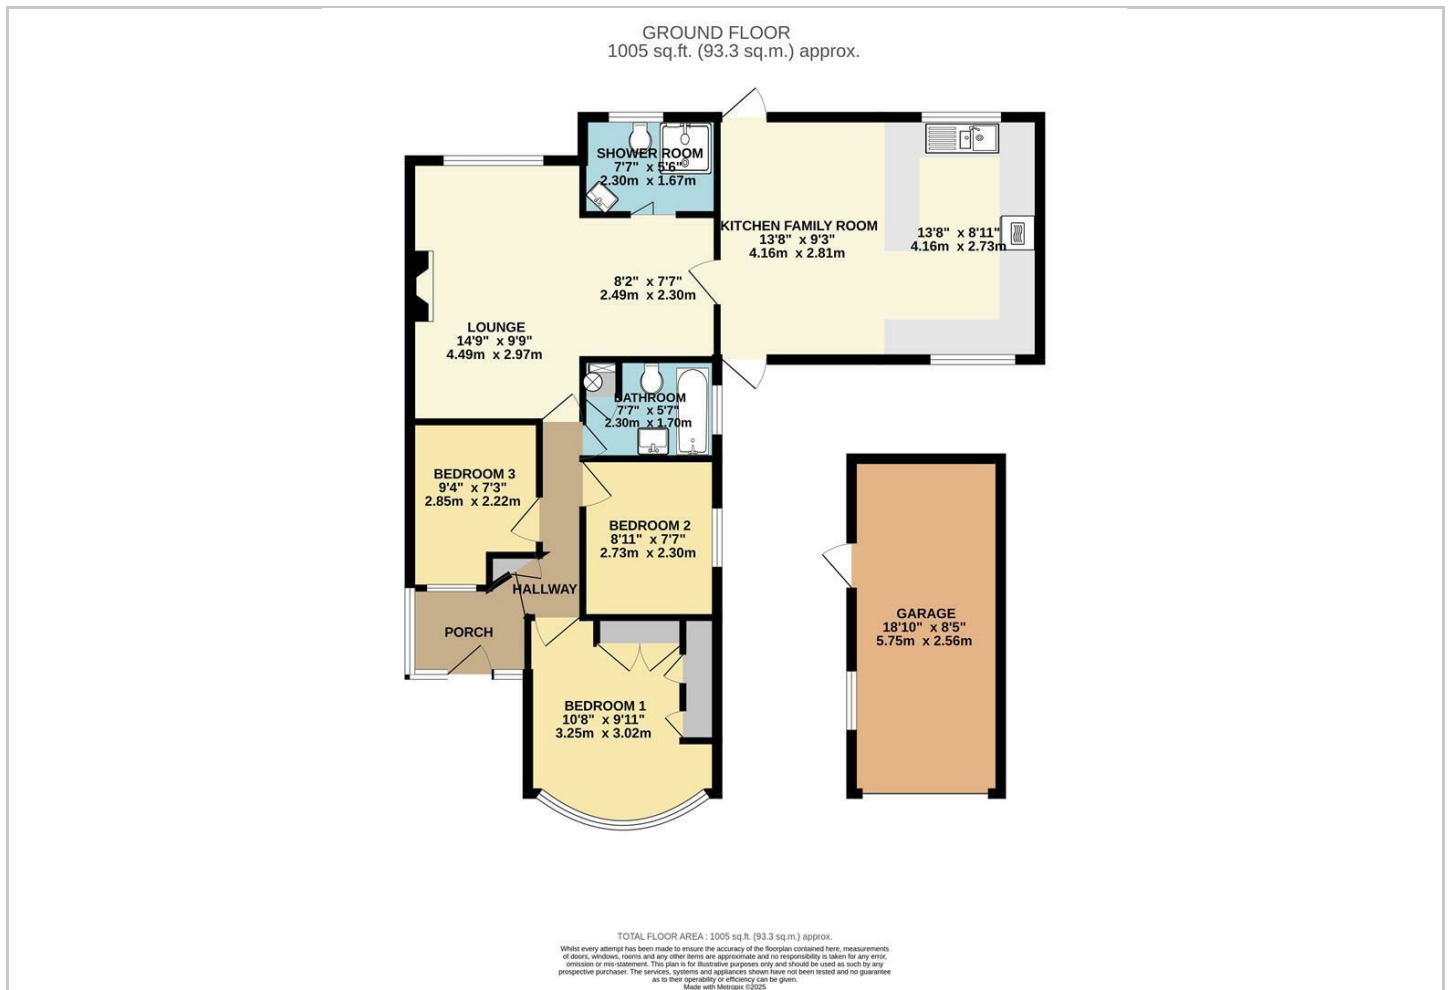 GROUND FLOOR
1005 sq.ft. (93.3 sq.m.) approx.
SHOWER ROOM
7'7" x 5'6"
2.30m x 1.67m
KITCHEN FAMILY ROOM
13'8" x 9'3"
4.16m x 2.81m
13'8" x 8'11"
4.16m x 2.73m
8'2" x 7'7"
2.49m x 2.30m
LOUNGE
14'9" x 9'9"
4.49m x 2.97m
BATHROOM
7'7" x 5'7"
2.30m x 1.70m
BEDROOM 3
9'4" x 7'3"
2.85m x 2.22m
BEDROOM 2
8'11" x 7'7"
2.73m x 2.30m
HALLWAY
PORCH
GARAGE
18'10" x 8'5"
5.75m x 2.56m
BEDROOM 1
10'8" x 9'11"
3.25m x 3.02m
TOTAL FLOOR AREA : 1005 sq.ft. (93.3 sq.m.) approx.
Whilst every attempt has been made to ensure the accuracy of the floorplan contained here, measurements
of doors, windows, rooms and any other items are approximate and no responsibility is taken for any error,
omission or mis-statement. This plan is for illustrative purposes only and should be used as such by any
prospective purchaser. The services, systems and appliances shown have not been tested and no guarantee
as to their operability or efficiency can be given.
Made with Metropix ©2025